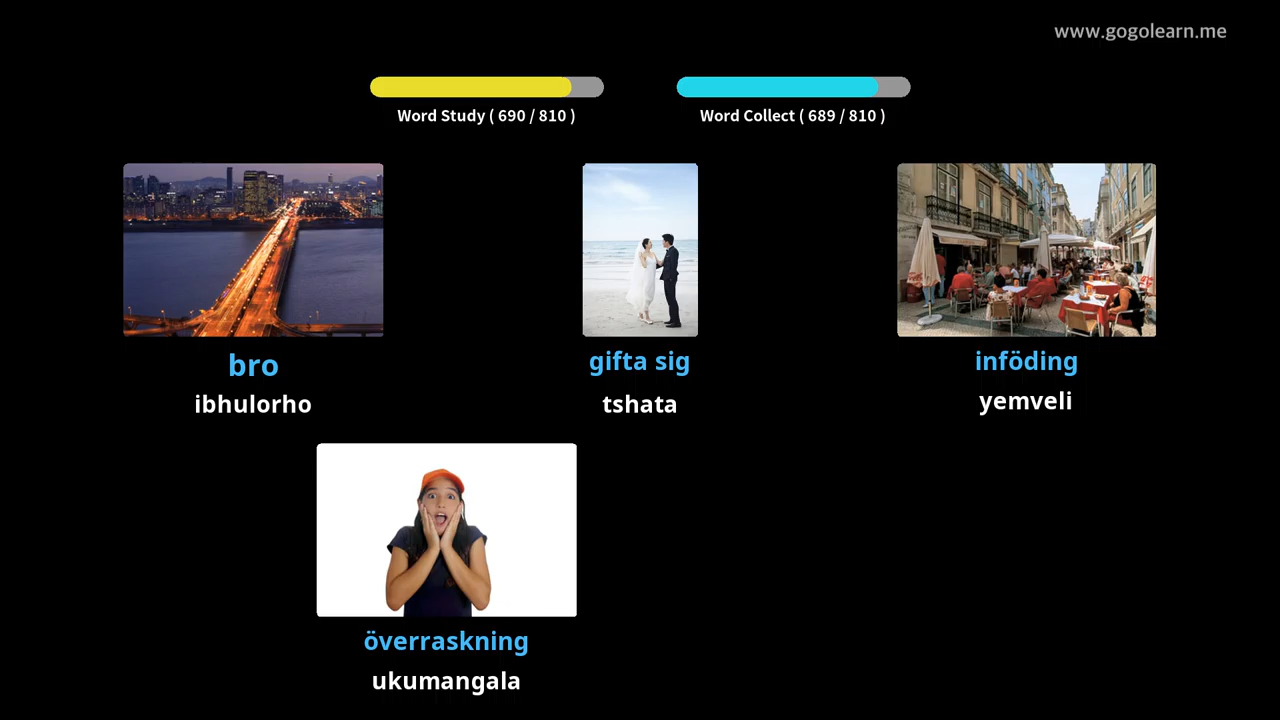 www.gogolearn.me
Word Study ( 690 / 810 )
Word Collect ( 689 / 810 )
bro
ibhulorho
gifta sig
tshata
inföding
yemveli
överraskning
ukumangala